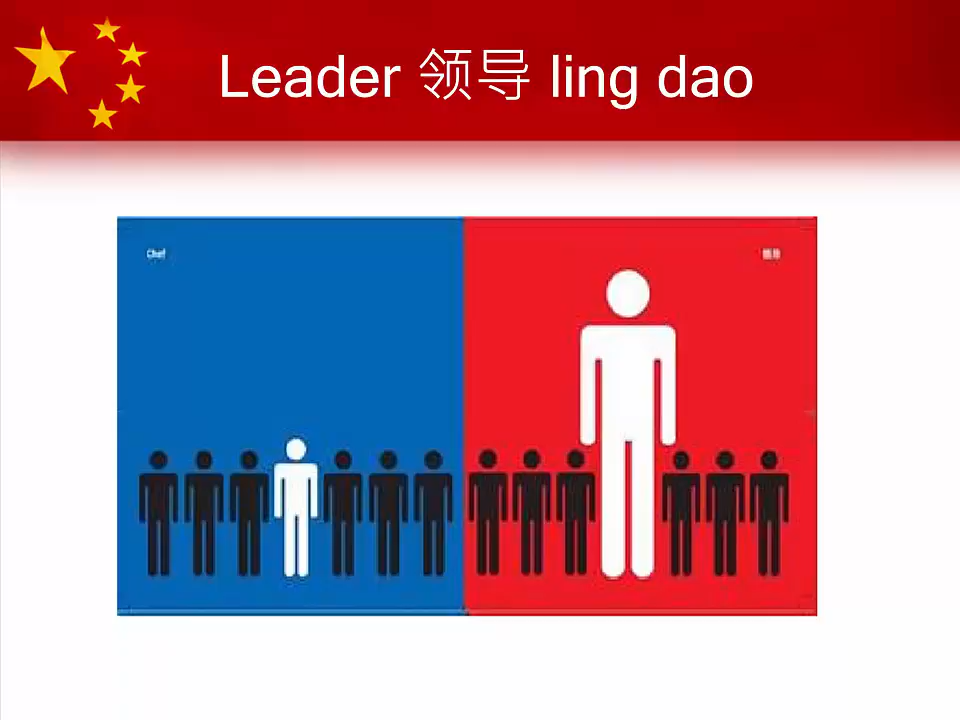 Leader 领导 ling dao
Chef